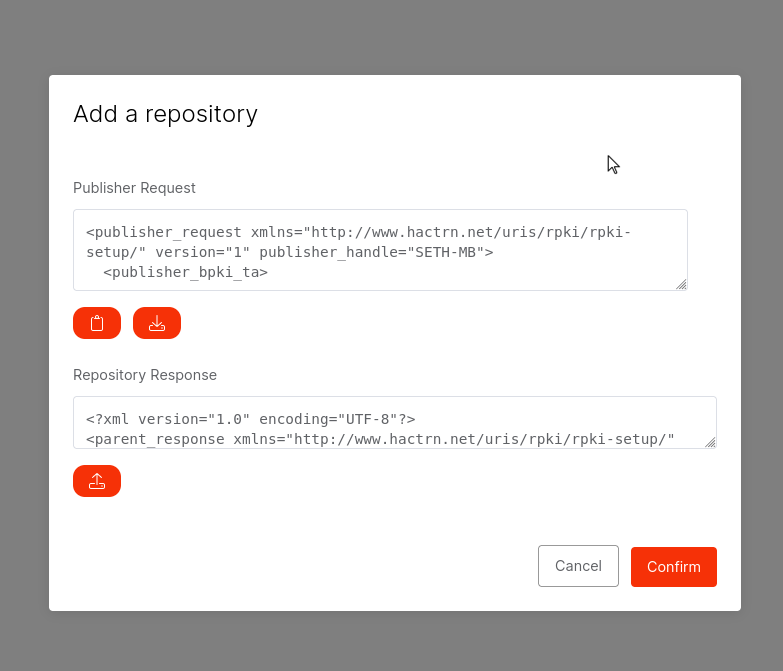 Add a repository
Publisher Request
<publisher_request xmlns="http://www.hactrn.net/uris/rpki/rpki-
setup/" version="1" publisher_handle="SETH-MB">
  <publisher_bpki_ta>
Repository Response
<?xml version="1.0" encoding="UTF-8"?>
<parent_response xmlns="http://www.hactrn.net/uris/rpki/rpki-setup/"
Cancel
Confirm